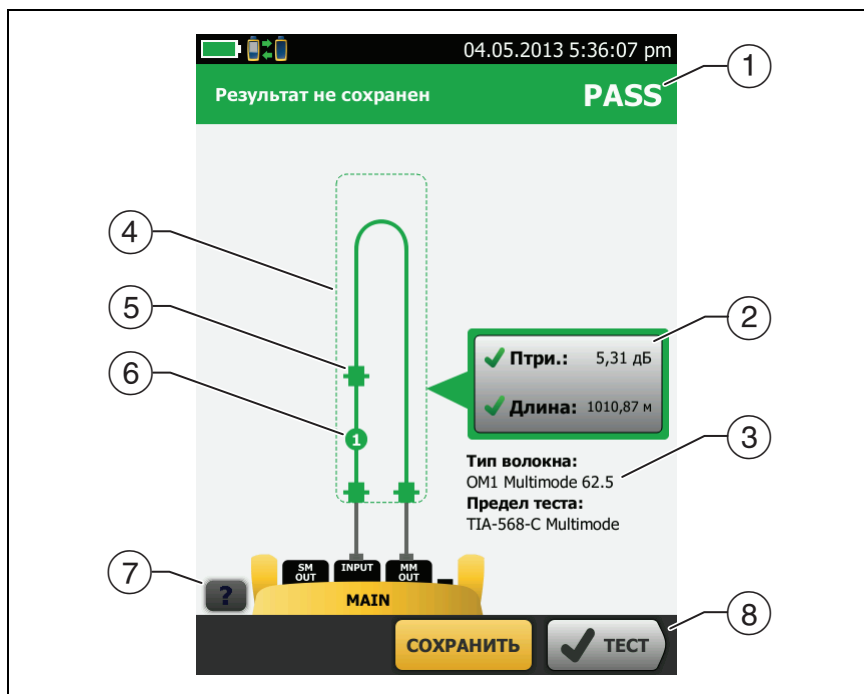 04.05.2013 5:36:07 pm
Результат не сохранен PASS
1
4
5
6
1
2
Птри.: 5,31 дБ
Длина: 1010,87 м
3
Тип волокна:
OM1 Multimode 62.5
Предел теста:
TIA-568-C Multimode
7
?
SM OUT
INPUT
MM OUT
MAIN
СОХРАНИТЬ
ТЕСТ
8